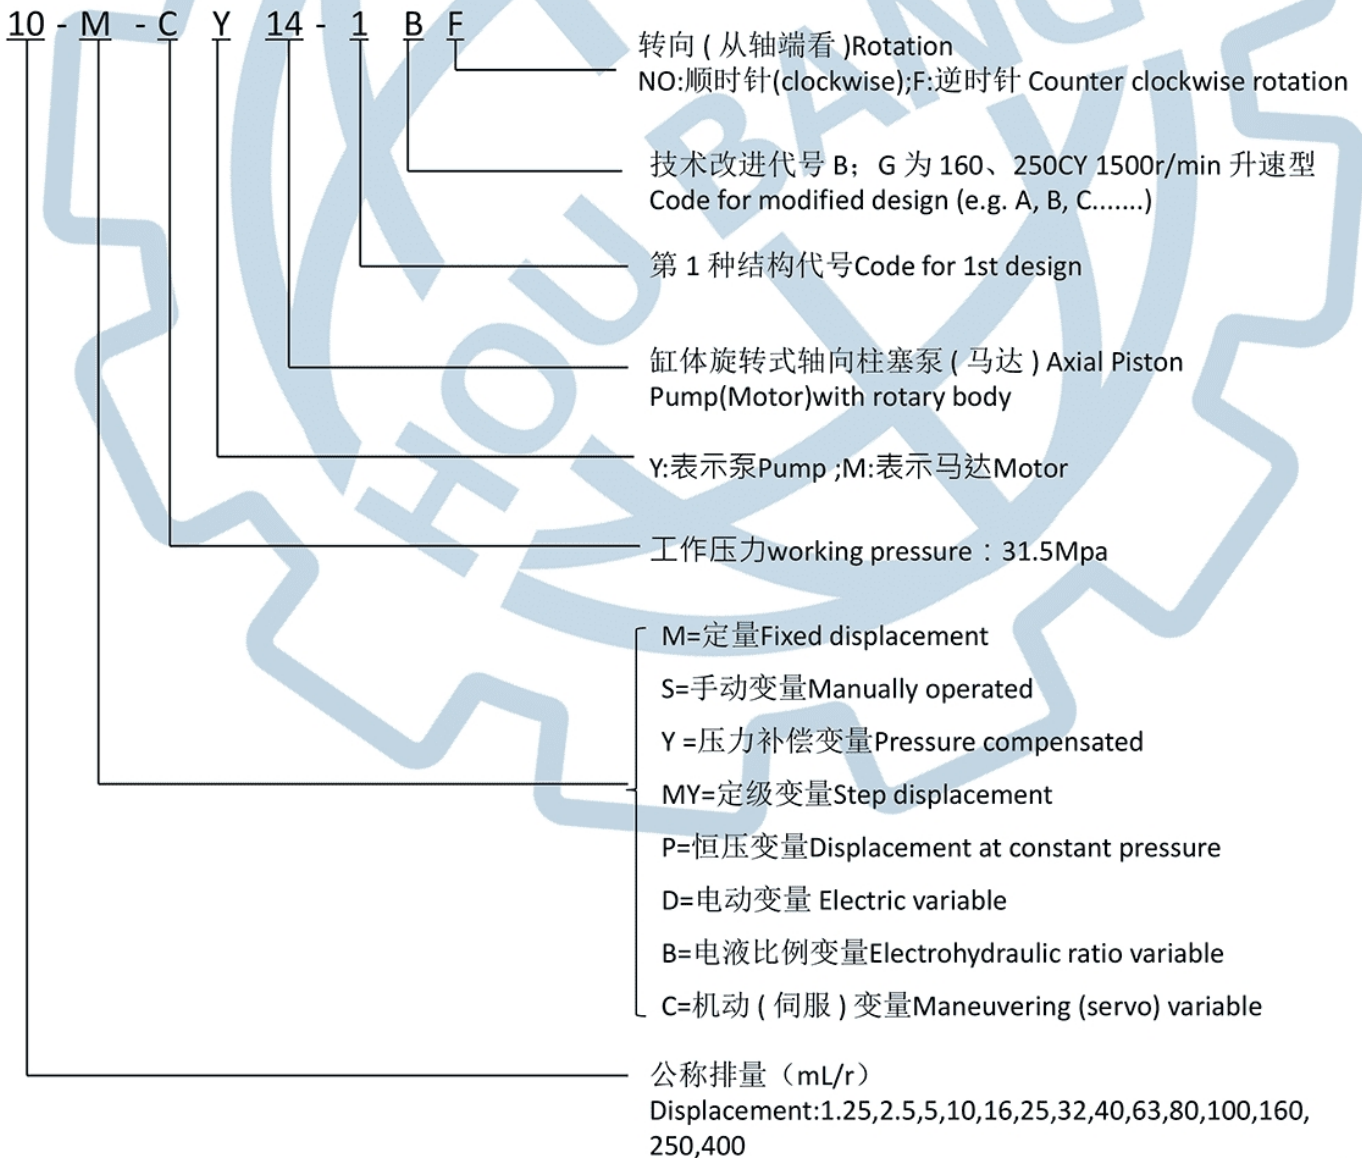 10 - M - C Y 14 - 1 B F
转向 ( 从轴端看 )Rotation
NO:顺时针(clockwise);F:逆时针 Counter clockwise rotation
技术改进代号 B；G 为 160、250CY 1500r/min 升速型
Code for modified design (e.g. A, B, C.......)
第 1 种结构代号Code for 1st design
缸体旋转式轴向柱塞泵 ( 马达 ) Axial Piston
Pump(Motor)with rotary body
Y:表示泵Pump ;M:表示马达Motor
工作压力working pressure：31.5Mpa
M=定量Fixed displacement
S=手动变量Manually operated
Y =压力补偿变量Pressure compensated
MY=定级变量Step displacement
P=恒压变量Displacement at constant pressure
D=电动变量 Electric variable
B=电液比例变量Electrohydraulic ratio variable
C=机动 ( 伺服 ) 变量Maneuvering (servo) variable
公称排量（mL/r）
Displacement:1.25,2.5,5,10,16,25,32,40,63,80,100,160,
250,400
HOU BANG